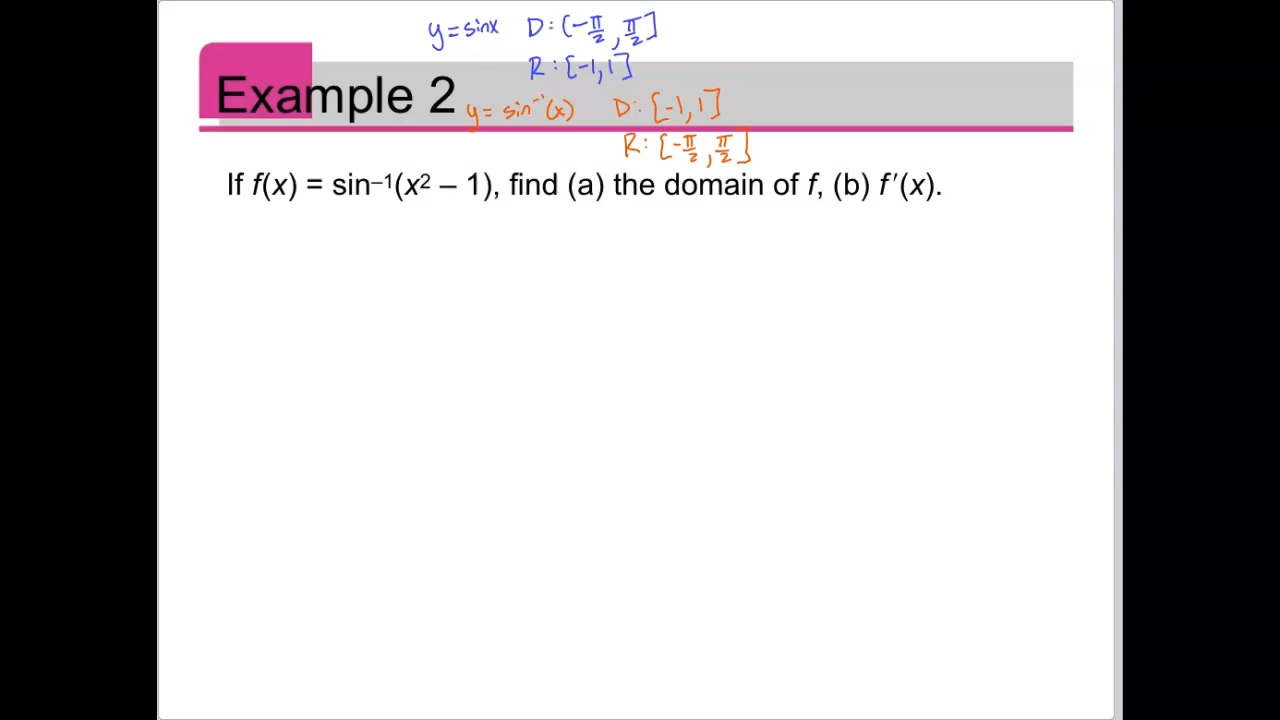 y = sinx D: [-π/2, π/2]
R: [-1, 1]
Example 2
y = sin⁻¹(x) D: [-1, 1]
R: [-π/2, π/2]
If f(x) = sin–1(x2 – 1), find (a) the domain of f, (b) f ′(x).